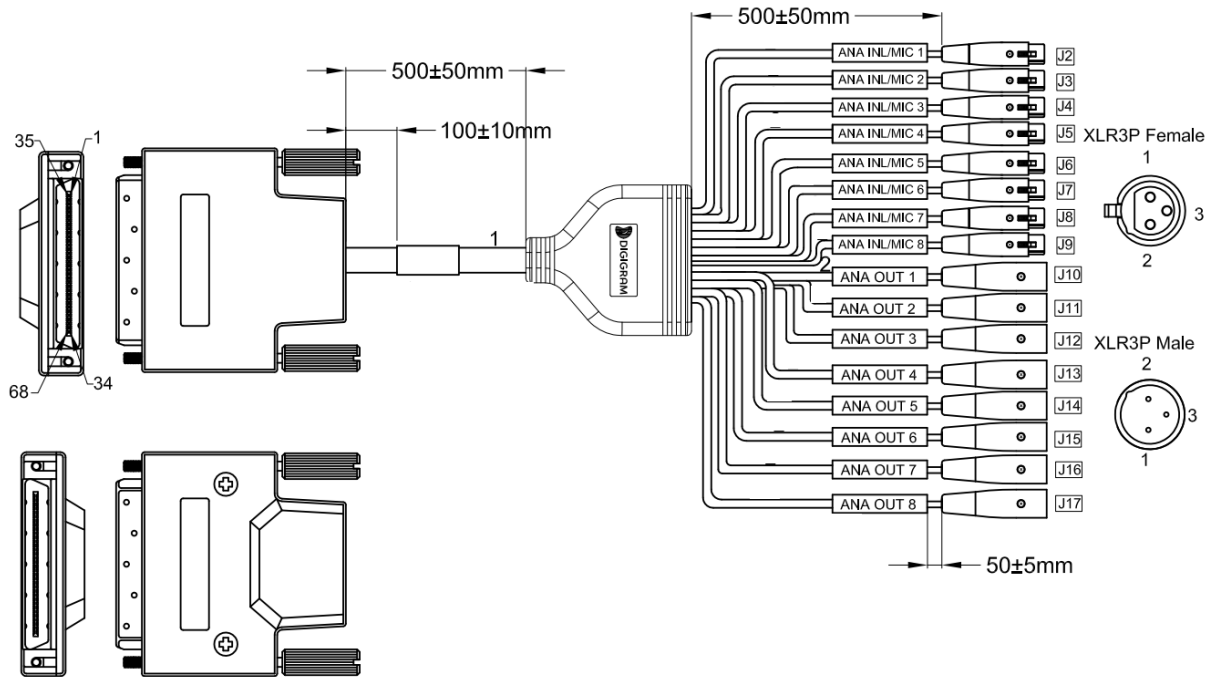 500±50mm
500±50mm
100±10mm
35
1
68
34
1
DIGIGRAM
2
ANA INL/MIC 1
J2
ANA INL/MIC 2
J3
ANA INL/MIC 3
J4
ANA INL/MIC 4
J5
ANA INL/MIC 5
J6
ANA INL/MIC 6
J7
ANA INL/MIC 7
J8
ANA INL/MIC 8
J9
ANA OUT 1
J10
ANA OUT 2
J11
ANA OUT 3
J12
ANA OUT 4
J13
ANA OUT 5
J14
ANA OUT 6
J15
ANA OUT 7
J16
ANA OUT 8
J17
50±5mm
XLR3P Female
1
3
2
XLR3P Male
2
3
1